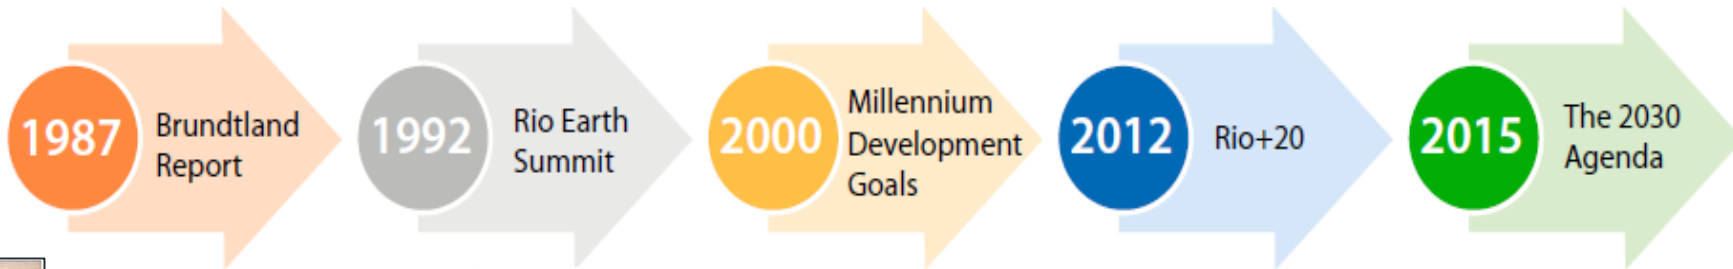 1987
Brundtland
Report
1992
Rio Earth
Summit
2000
Millennium
Development
Goals
2012
Rio+20
2015
The 2030
Agenda